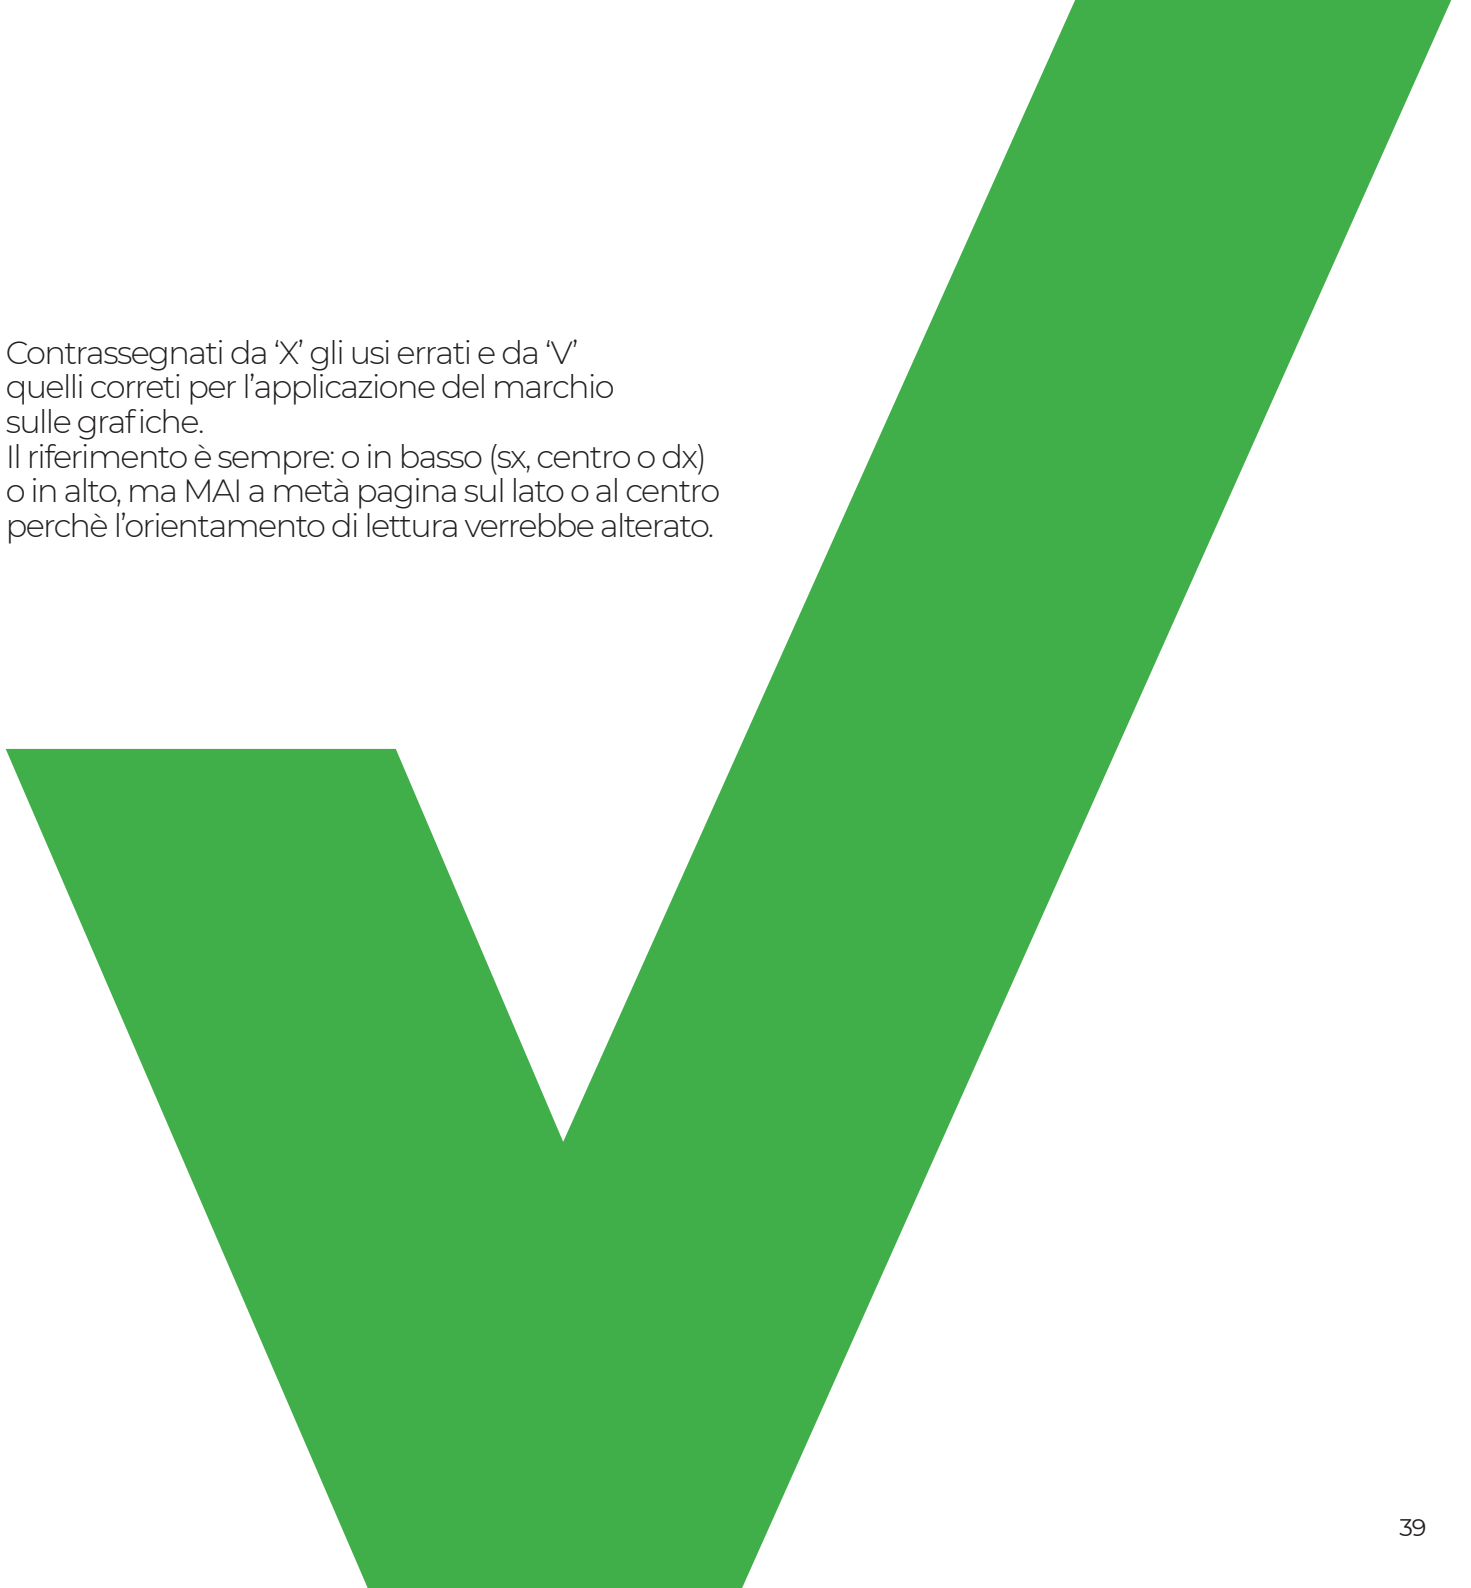 Contrassegnati da ‘X’ gli usi errati e da ‘V’
quelli correti per l’applicazione del marchio
sulle grafiche.
Il riferimento è sempre: o in basso (sx, centro o dx)
o in alto, ma MAI a metà pagina sul lato o al centro
perchè l’orientamento di lettura verrebbe alterato.
39